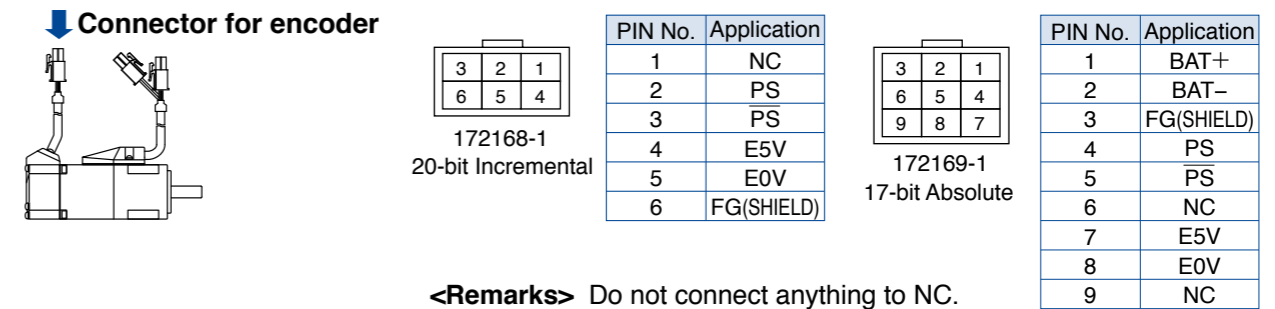 Connector for encoder
3 2 1
6 5 4
172168-1
20-bit Incremental
PIN No. Application
1 NC
2 PS
3 P̅S̅
4 E5V
5 E0V
6 FG(SHIELD)
3 2 1
6 5 4
9 8 7
172169-1
17-bit Absolute
PIN No. Application
1 BAT+
2 BAT−
3 FG(SHIELD)
4 PS
5 P̅S̅
6 NC
7 E5V
8 E0V
9 NC
<Remarks> Do not connect anything to NC.